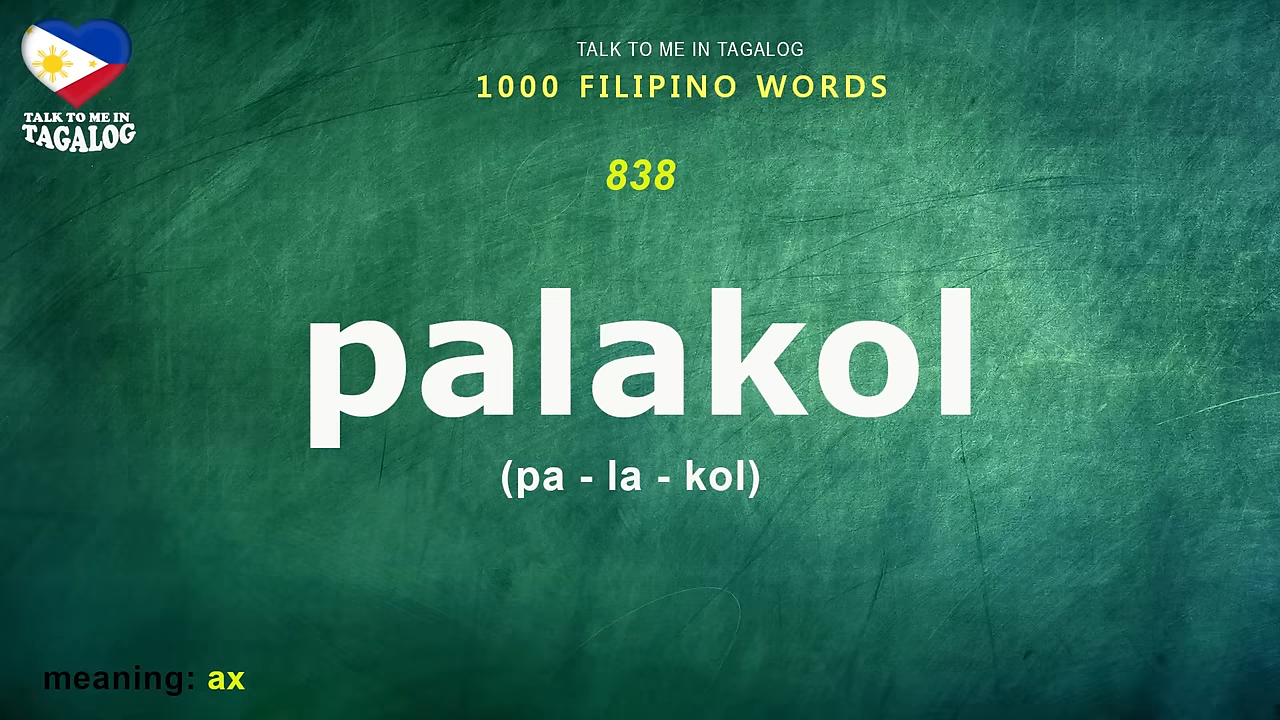 TALK TO ME IN
TAGALOG
TALK TO ME IN TAGALOG
1000 FILIPINO WORDS
838
palakol
(pa - la - kol)
meaning: ax